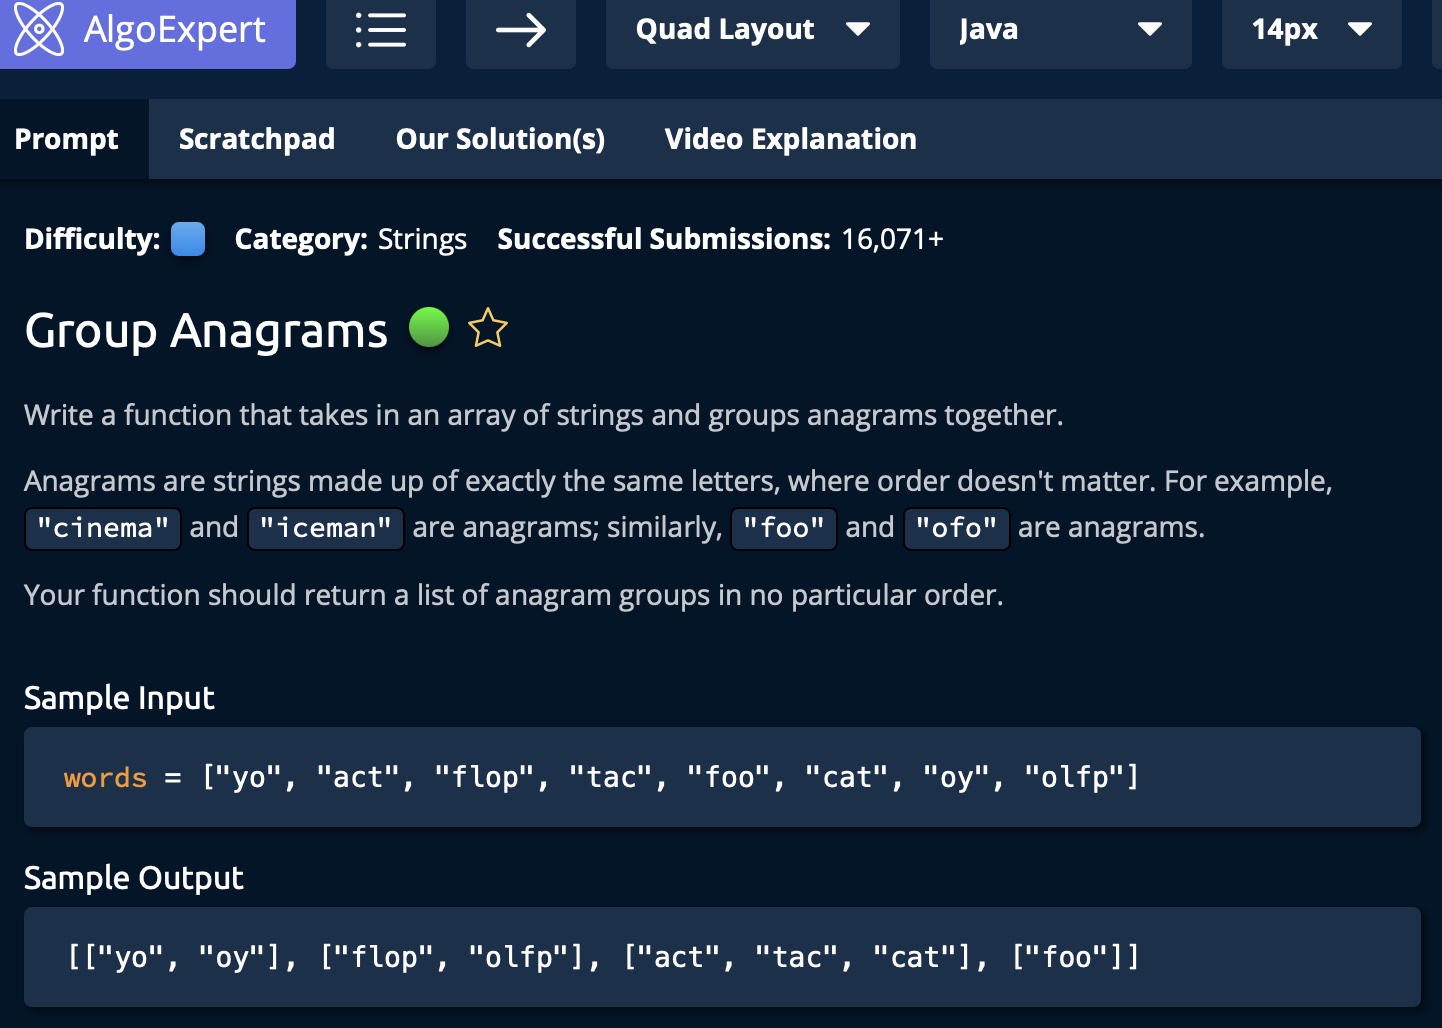 AlgoExpert Quad Layout Java 14px
Prompt Scratchpad Our Solution(s) Video Explanation
Difficulty: Category: Strings Successful Submissions: 16,071+
Group Anagrams
Write a function that takes in an array of strings and groups anagrams together.
Anagrams are strings made up of exactly the same letters, where order doesn't matter. For example,
"cinema" and "iceman" are anagrams; similarly, "foo" and "ofo" are anagrams.
Your function should return a list of anagram groups in no particular order.
Sample Input
words = ["yo", "act", "flop", "tac", "foo", "cat", "oy", "olfp"]
Sample Output
[["yo", "oy"], ["flop", "olfp"], ["act", "tac", "cat"], ["foo"]]